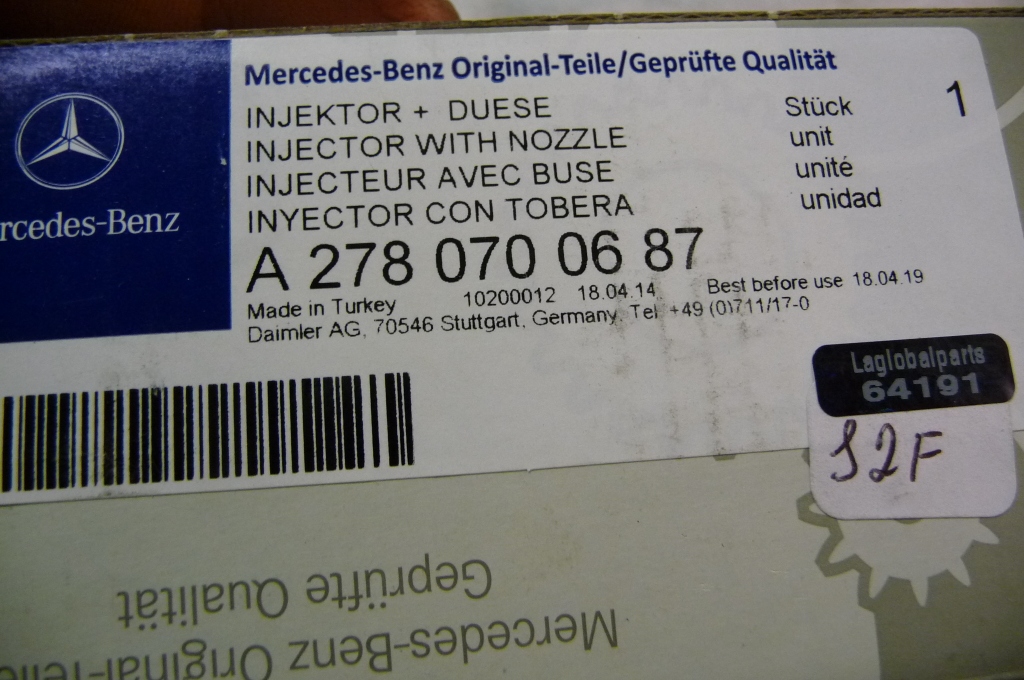 Mercedes-Benz Original-Teile/Geprüfte Qualität
INJEKTOR + DUESE Stück 1
INJECTOR WITH NOZZLE unit
INJECTEUR AVEC BUSE unité
INYECTOR CON TOBERA unidad
rcedes-Benz
A 278 070 06 87
Made in Turkey 10200012 18.04.14 Best before use 18.04.19
Daimler AG, 70546 Stuttgart, Germany, Tel +49 (0)711/17-0
Laglobalparts
64191
S2F
Mercedes-Benz Original-Teile
Geprüfte Qualität